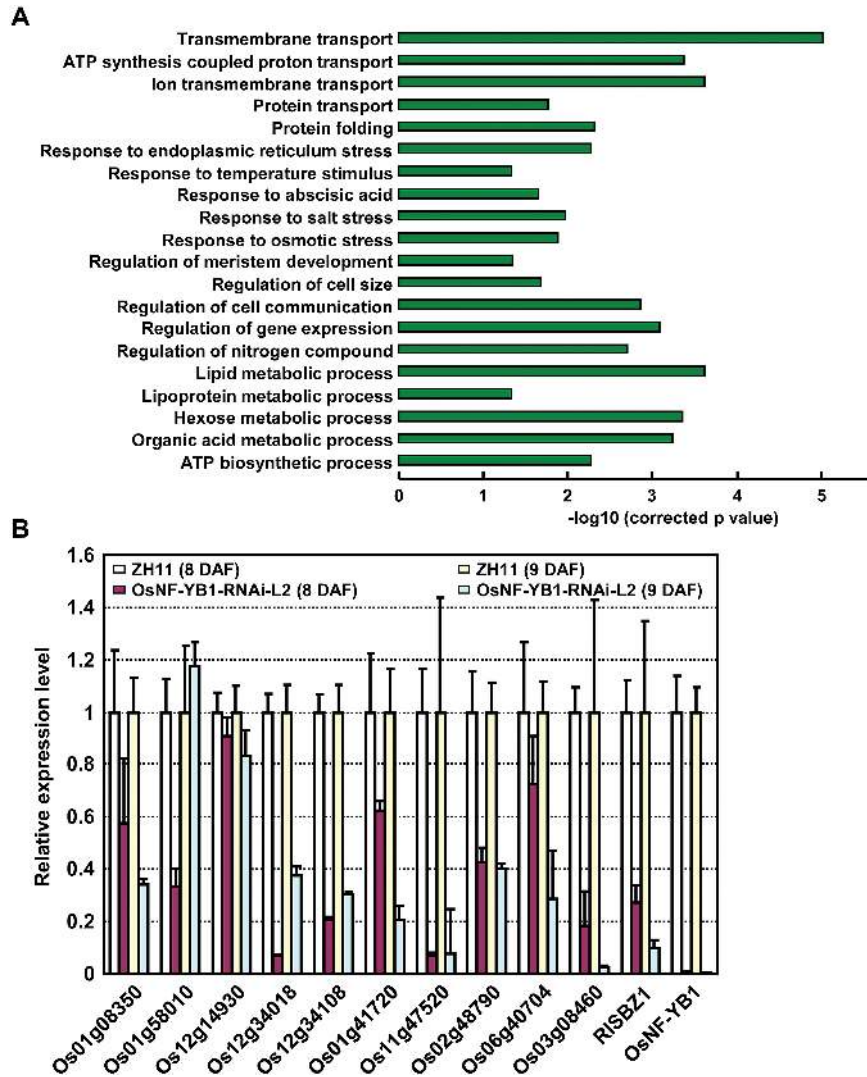 A
Transmembrane transport
ATP synthesis coupled proton transport
Ion transmembrane transport
Protein transport
Protein folding
Response to endoplasmic reticulum stress
Response to temperature stimulus
Response to abscisic acid
Response to salt stress
Response to osmotic stress
Regulation of meristem development
Regulation of cell size
Regulation of cell communication
Regulation of gene expression
Regulation of nitrogen compound
Lipid metabolic process
Lipoprotein metabolic process
Hexose metabolic process
Organic acid metabolic process
ATP biosynthetic process
0 1 2 3 4 5
-log10 (corrected p value)
B
Relative expression level
1.6
1.4
1.2
1
0.8
0.6
0.4
0.2
0
ZH11 (8 DAF) ZH11 (9 DAF)
OsNF-YB1-RNAi-L2 (8 DAF) OsNF-YB1-RNAi-L2 (9 DAF)
Os01g08350
Os01g58010
Os12g14930
Os12g34018
Os12g34108
Os01g41720
Os11g47520
Os02g48790
Os06g40704
Os03g08460
RISBZ1
OsNF-YB1